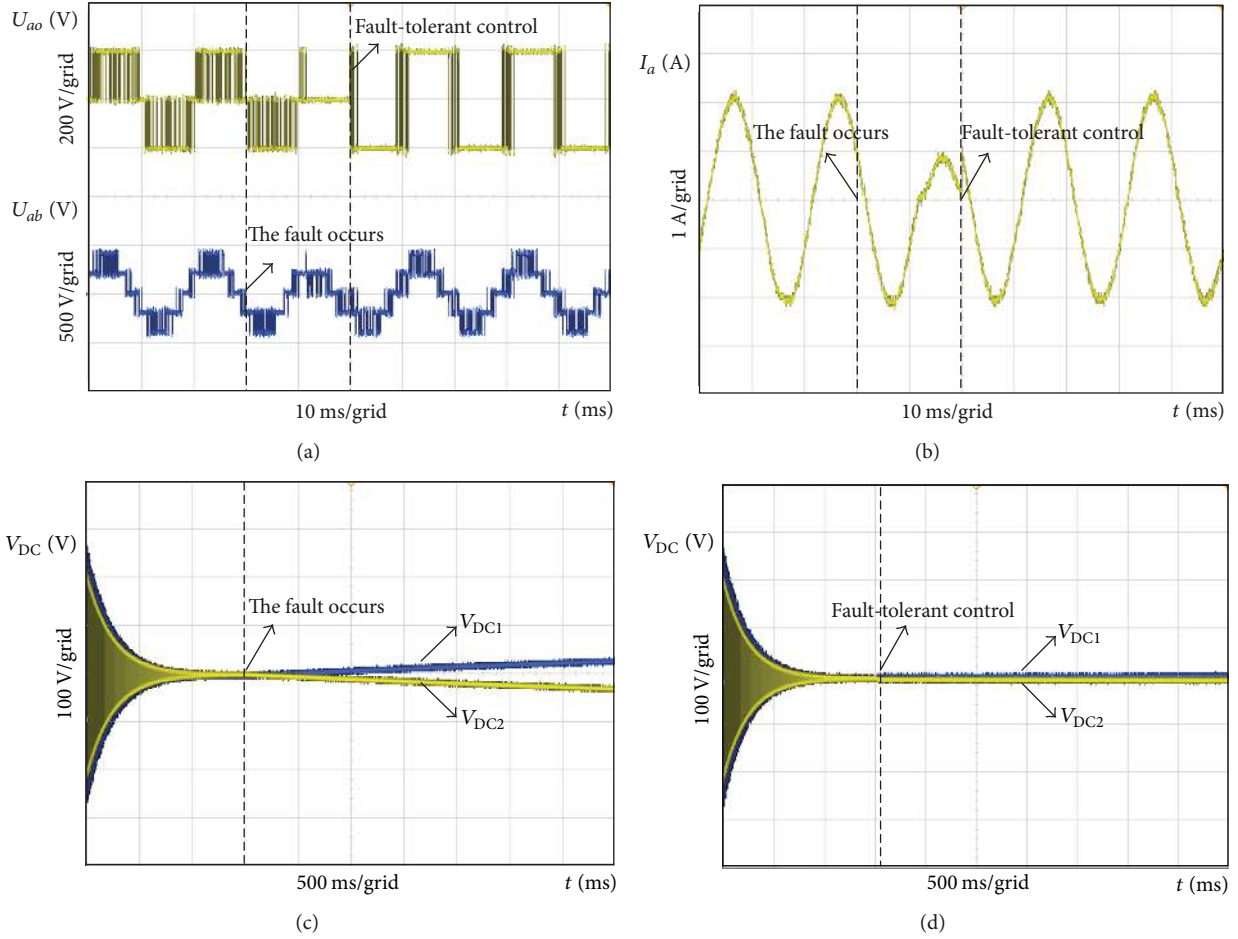 U_ao (V)
Fault-tolerant control
200 V/grid
U_ab (V)
The fault occurs
500 V/grid
10 ms/grid
t (ms)
(a)
I_a (A)
The fault occurs
Fault-tolerant control
1 A/grid
10 ms/grid
t (ms)
(b)
V_DC (V)
The fault occurs
V_DC1
100 V/grid
V_DC2
500 ms/grid
t (ms)
(c)
V_DC (V)
Fault-tolerant control
V_DC1
100 V/grid
V_DC2
500 ms/grid
t (ms)
(d)